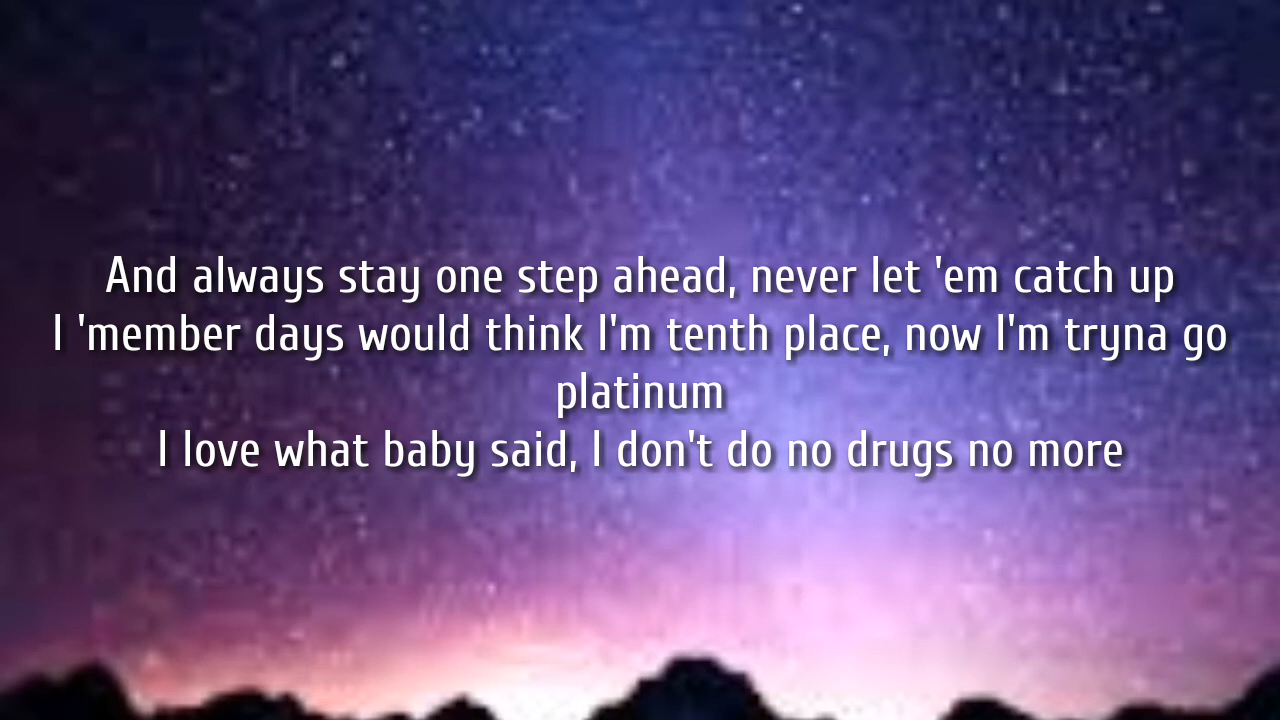 And always stay one step ahead, never let 'em catch up
I 'member days would think I'm tenth place, now I'm tryna go
platinum
I love what baby said, I don't do no drugs no more